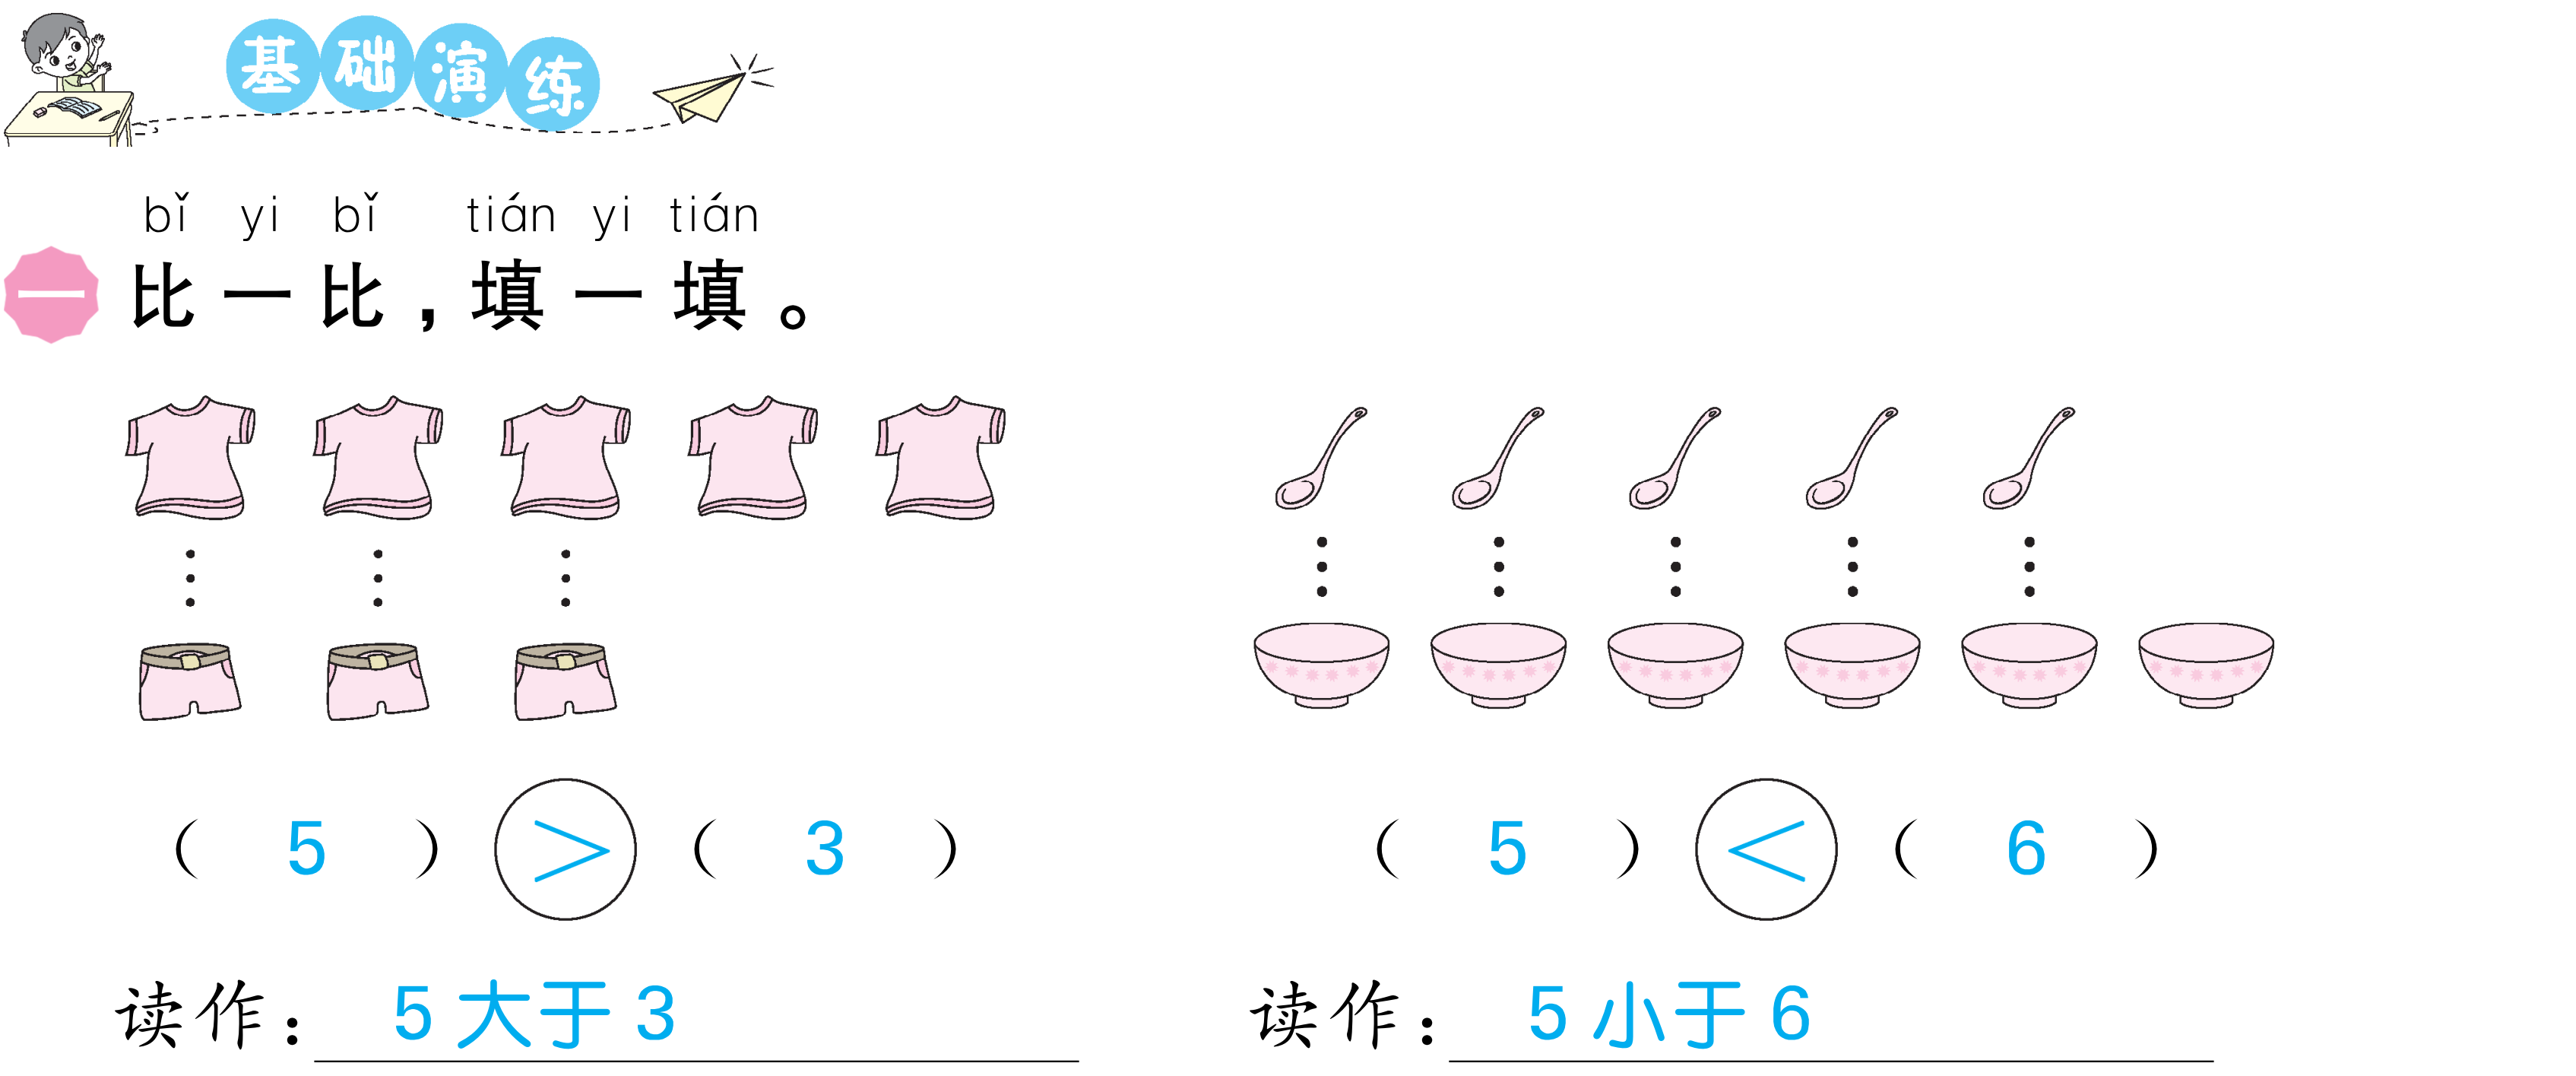 基础演练
bǐ yi bǐ tián yi tián
一 比一比,填一填。
( 5 ) > ( 3 )
( 5 ) < ( 6 )
读作: 5 大于 3
读作: 5 小于 6